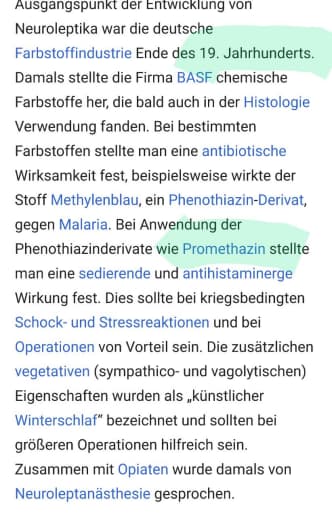 Ausgangspunkt der Entwicklung von
Neuroleptika war die deutsche
Farbstoffindustrie Ende des 19. Jahrhunderts.
Damals stellte die Firma BASF chemische
Farbstoffe her, die bald auch in der Histologie
Verwendung fanden. Bei bestimmten
Farbstoffen stellte man eine antibiotische
Wirksamkeit fest, beispielsweise wirkte der
Stoff Methylenblau, ein Phenothiazin-Derivat,
gegen Malaria. Bei Anwendung der
Phenothiazinderivate wie Promethazin stellte
man eine sedierende und antihistaminerge
Wirkung fest. Dies sollte bei kriegsbedingten
Schock- und Stressreaktionen und bei
Operationen von Vorteil sein. Die zusätzlichen
vegetativen (sympathico- und vagolytischen)
Eigenschaften wurden als „künstlicher
Winterschlaf“ bezeichnet und sollten bei
größeren Operationen hilfreich sein.
Zusammen mit Opiaten wurde damals von
Neuroleptanästhesie gesprochen.